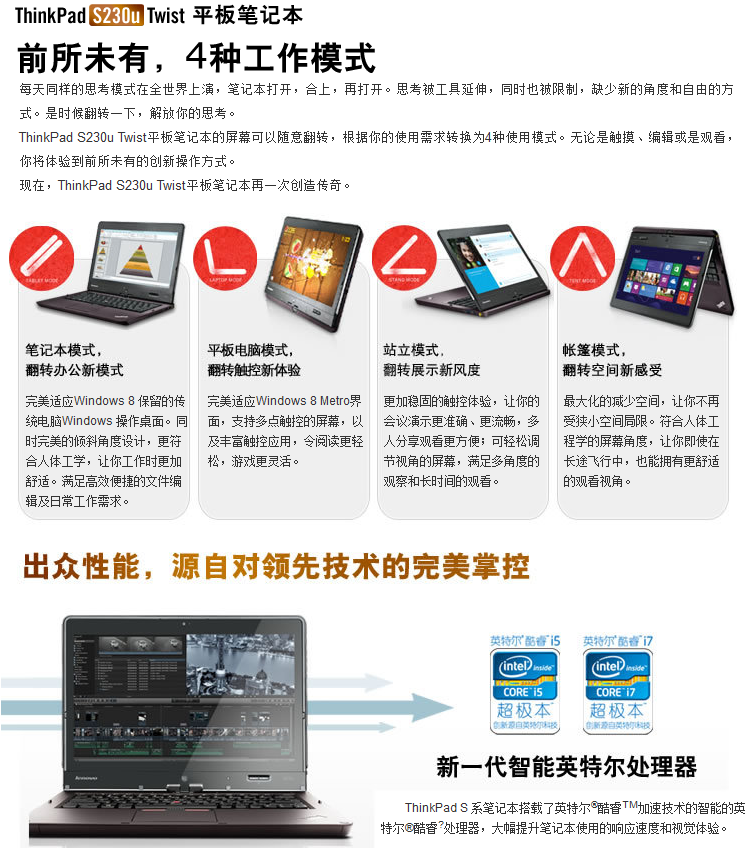 ThinkPad S230u Twist 平板笔记本
前所未有，4种工作模式
每天同样的思考模式在全世界上演，笔记本打开，合上，再打开。思考被工具延伸，同时也被限制，缺少新的角度和自由的方
式。是时候翻转一下，解放你的思考。
ThinkPad S230u Twist平板笔记本的屏幕可以随意翻转，根据你的使用需求转换为4种使用模式。无论是触摸、编辑或是观看，
你将体验到前所未有的创新操作方式。
现在，ThinkPad S230u Twist平板笔记本再一次创造传奇。
TABLET MODE
LAPTOP MODE
STAND MODE
TENT MODE
笔记本模式，
翻转办公新模式
完美适应Windows 8 保留的传
统电脑Windows 操作桌面。同
时完美的倾斜角度设计，更符
合人体工学，让你工作时更加
舒适。满足高效便捷的文件编
辑及日常工作需求。
平板电脑模式，
翻转触控新体验
完美适应Windows 8 Metro界
面，支持多点触控的屏幕，以
及丰富触控应用，令阅读更轻
松，游戏更灵活。
站立模式，
翻转展示新风度
更加稳固的触控体验，让你的
会议演示更准确、更流畅，多
人分享观看更方便；可轻松调
节视角的屏幕，满足多角度的
观察和长时间的观看。
帐篷模式，
翻转空间新感受
最大化的减少空间，让你不再
受狭小空间局限。符合人体工
程学的屏幕角度，让你即使在
长途飞行中，也能拥有更舒适
的观看视角。
出众性能，源自对领先技术的完美掌控
lenovo
英特尔®酷睿™i5
intel inside™
CORE™ i5
超极本™
创新源自英特尔科技
英特尔®酷睿™i7
intel inside™
CORE™ i7
超极本™
创新源自英特尔科技
新一代智能英特尔处理器
ThinkPad S 系笔记本搭载了英特尔®酷睿TM加速技术的智能的英
特尔®酷睿?处理器，大幅提升笔记本使用的响应速度和视觉体验。